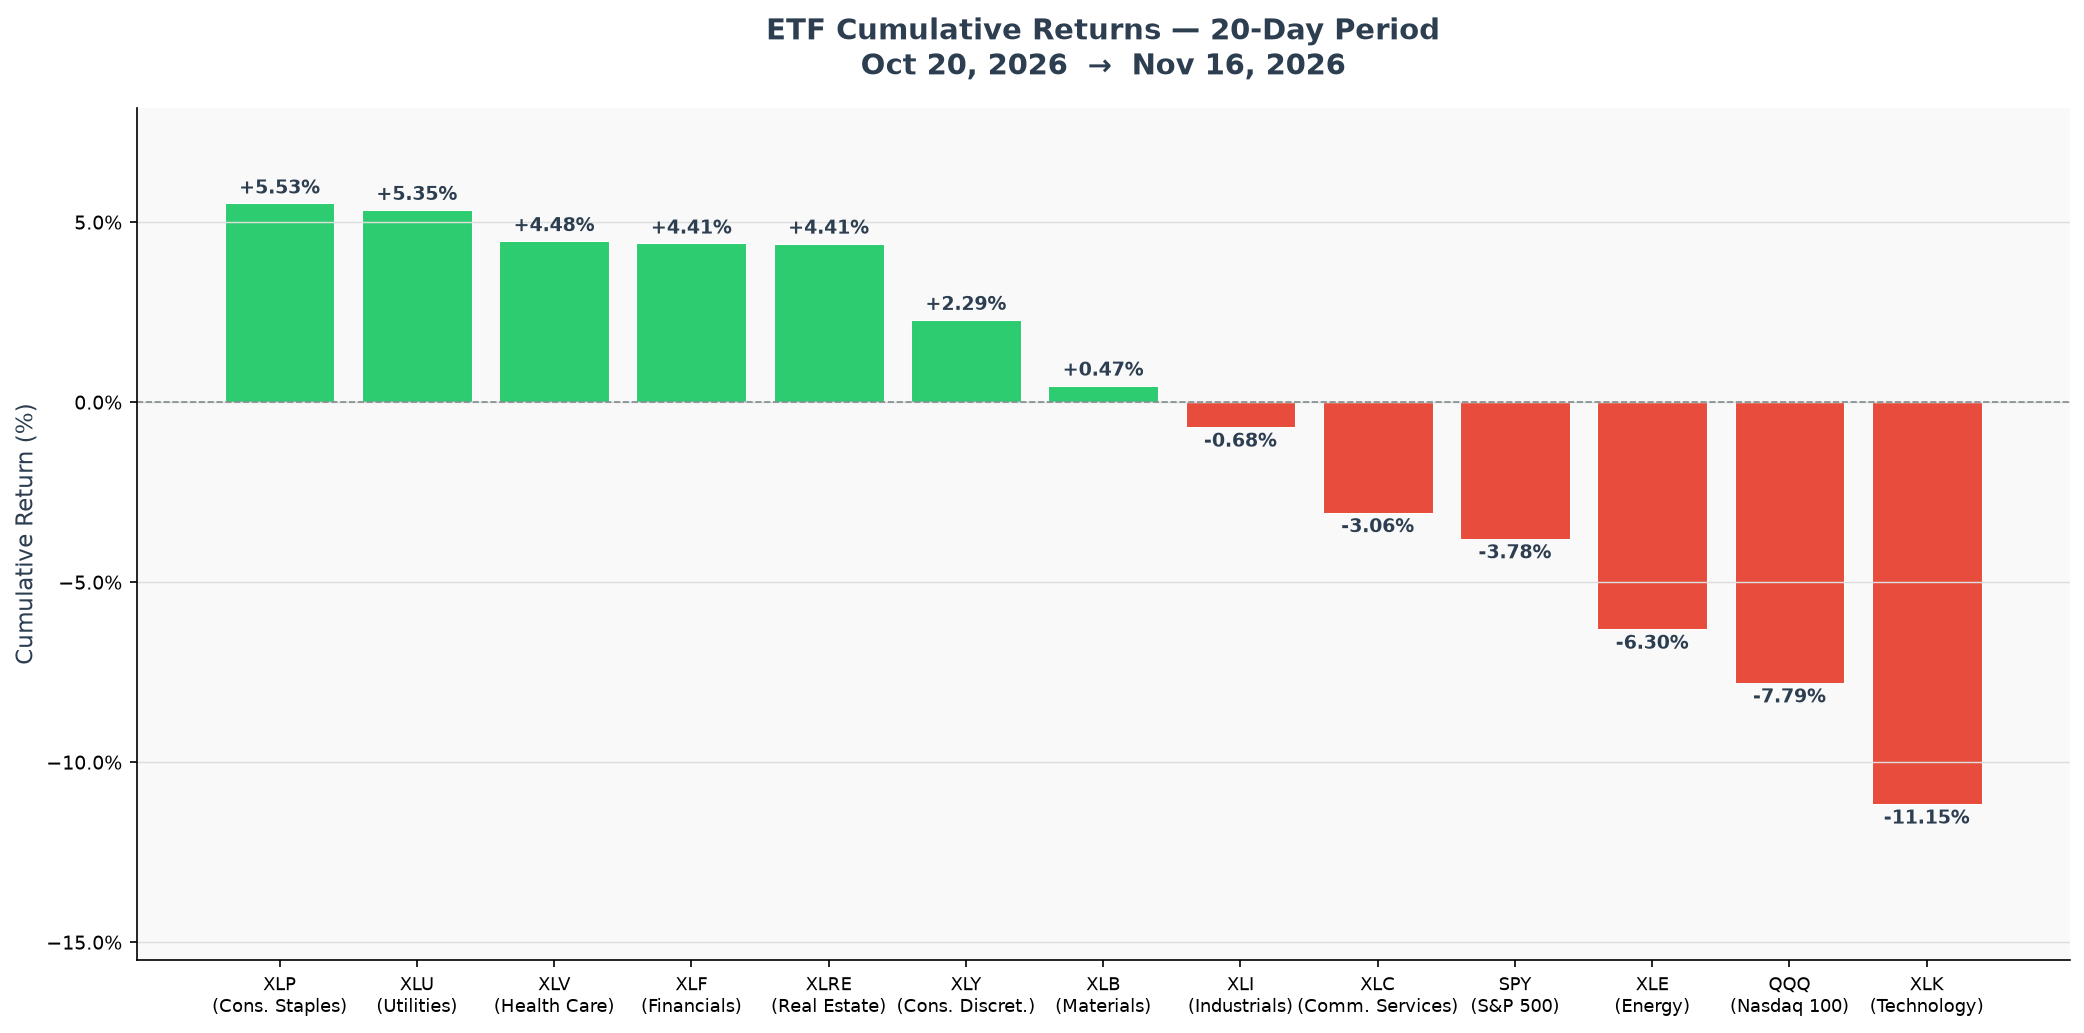 ETF Cumulative Returns — 20-Day Period
Oct 20, 2026 → Nov 16, 2026
Cumulative Return (%)
5.0%
0.0%
−5.0%
−10.0%
−15.0%
+5.53%
+5.35%
+4.48%
+4.41%
+4.41%
+2.29%
+0.47%
-0.68%
-3.06%
-3.78%
-6.30%
-7.79%
-11.15%
XLP
(Cons. Staples)
XLU
(Utilities)
XLV
(Health Care)
XLF
(Financials)
XLRE
(Real Estate)
XLY
(Cons. Discret.)
XLB
(Materials)
XLI
(Industrials)
XLC
(Comm. Services)
SPY
(S&P 500)
XLE
(Energy)
QQQ
(Nasdaq 100)
XLK
(Technology)